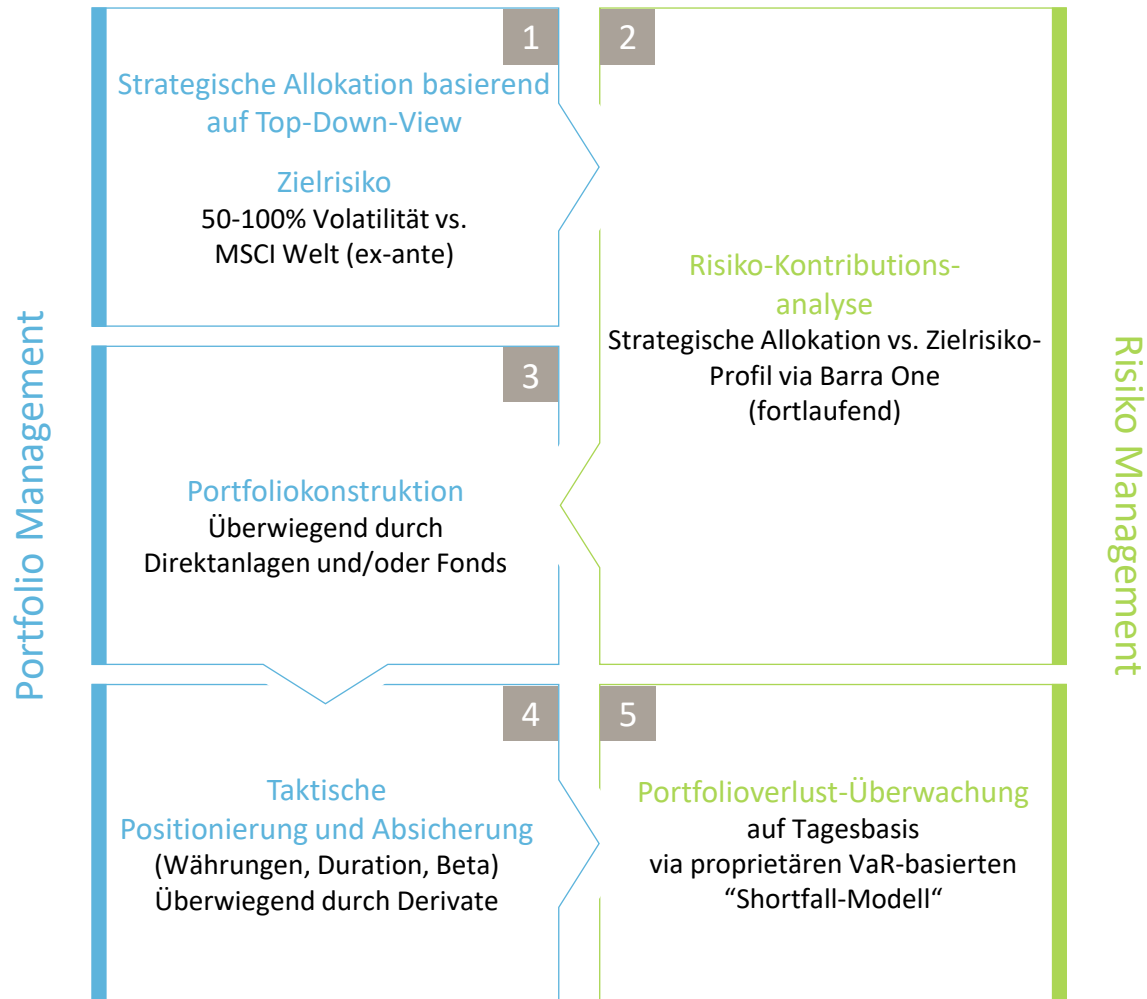 Portfolio Management
1
Strategische Allokation basierend
auf Top-Down-View
Zielrisiko
50-100% Volatilität vs.
MSCI Welt (ex-ante)
2
Risiko-Kontributions-
analyse
Strategische Allokation vs. Zielrisiko-
Profil via Barra One
(fortlaufend)
3
Portfoliokonstruktion
Überwiegend durch
Direktanlagen und/oder Fonds
4
Taktische
Positionierung und Absicherung
(Währungen, Duration, Beta)
Überwiegend durch Derivate
5
Portfolioverlust-Überwachung
auf Tagesbasis
via proprietären VaR-basierten
“Shortfall-Modell“
Risiko Management